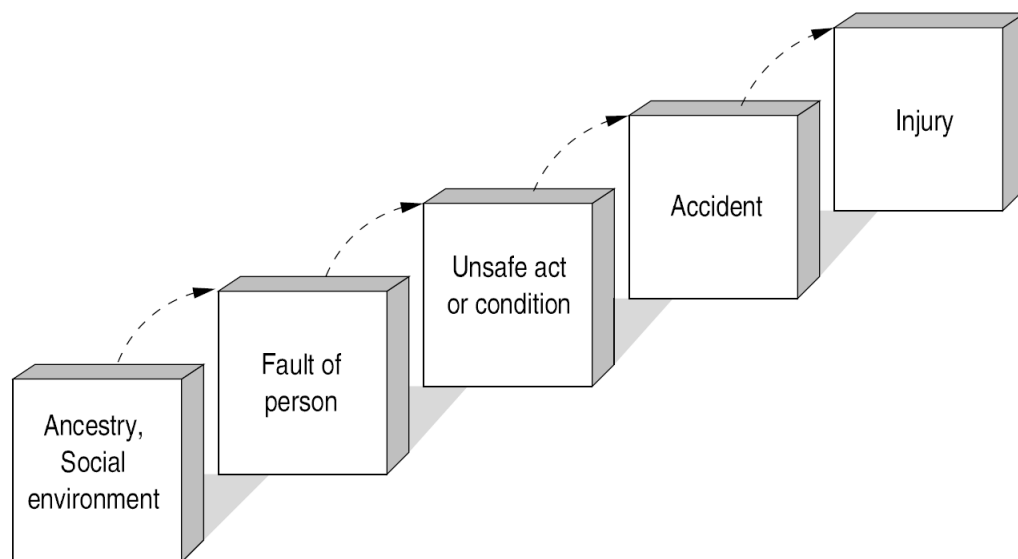 Ancestry,
Social
environment
Fault of
person
Unsafe act
or condition
Accident
Injury